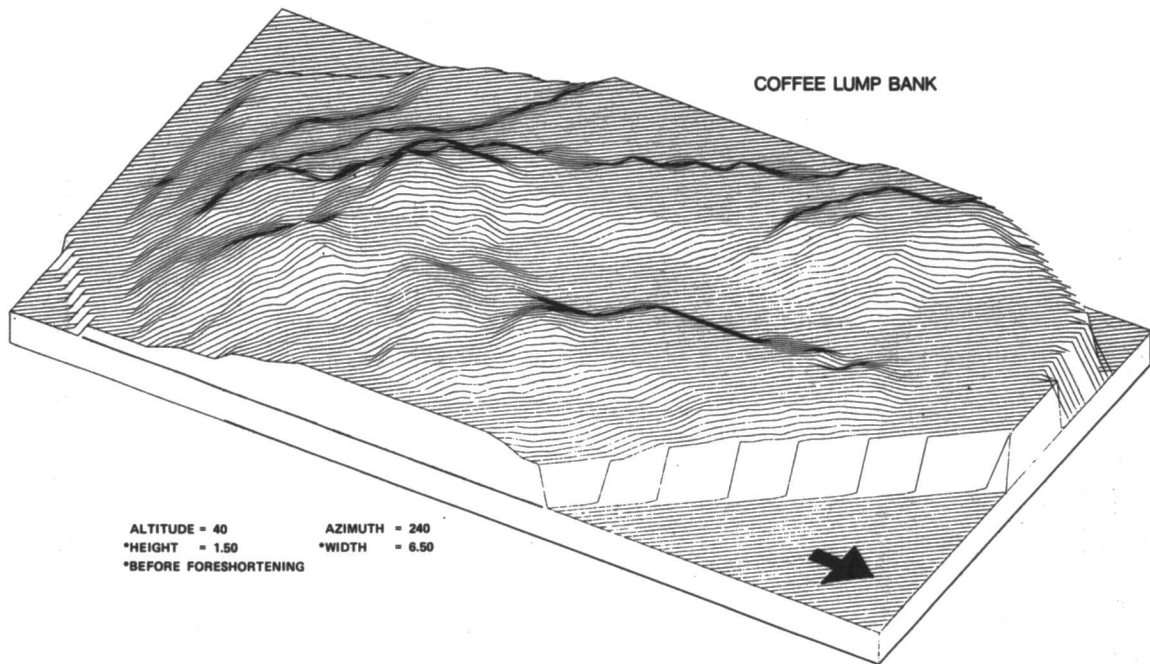 COFFEE LUMP BANK
ALTITUDE = 40 AZIMUTH = 240
*HEIGHT = 1.50 *WIDTH = 6.50
*BEFORE FORESHORTENING